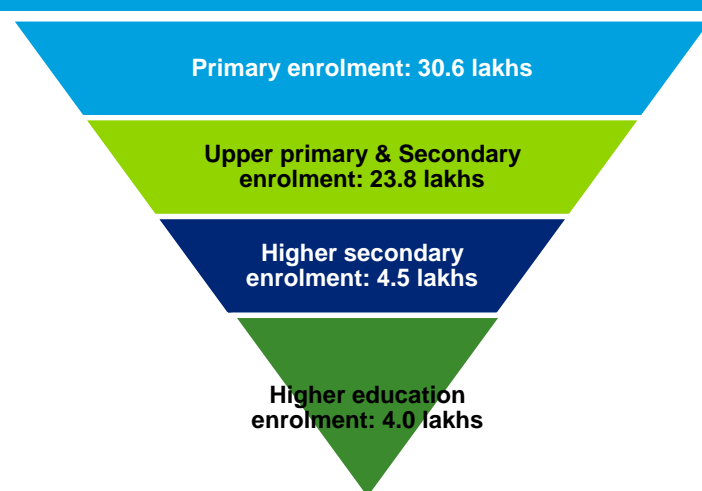 Primary enrolment: 30.6 lakhs
Upper primary & Secondary
enrolment: 23.8 lakhs
Higher secondary
enrolment: 4.5 lakhs
Higher education
enrolment: 4.0 lakhs